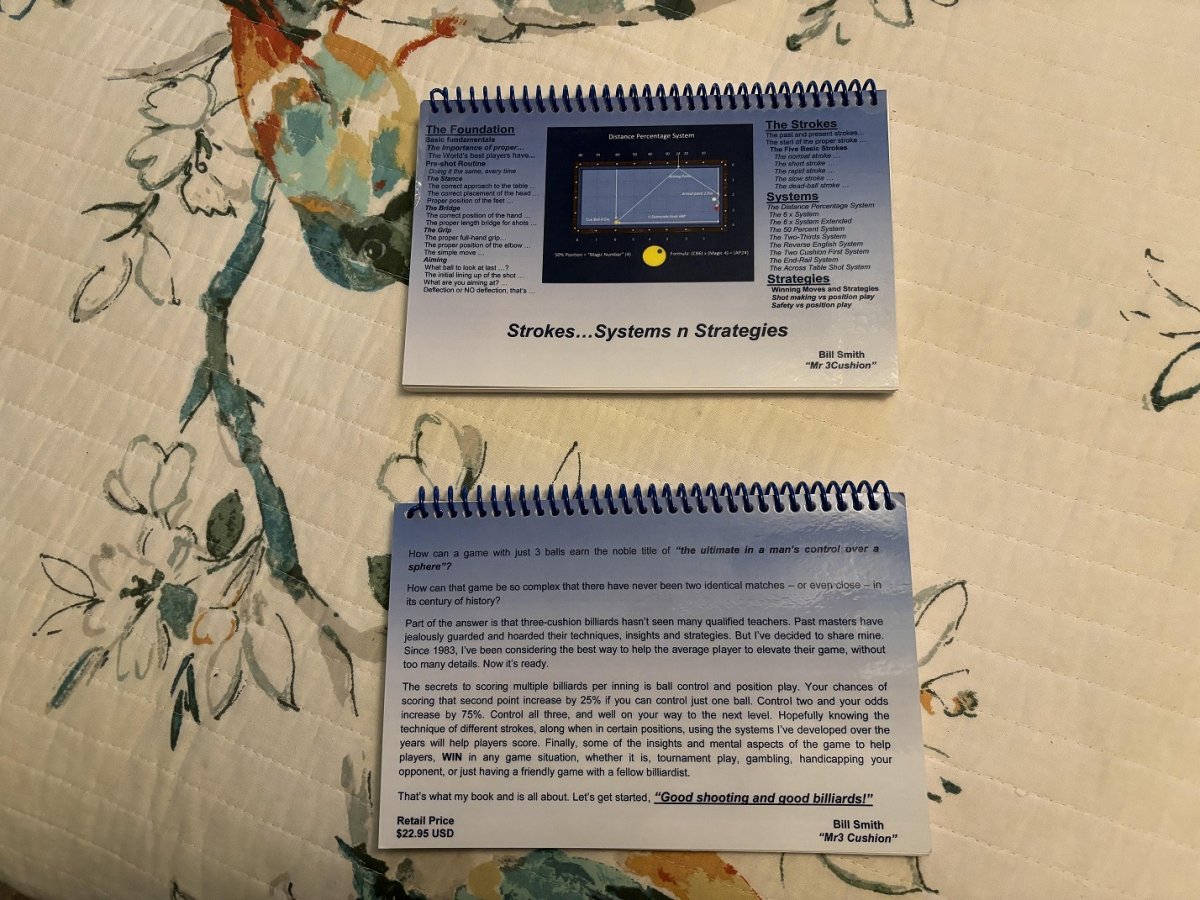 The Foundation
Basic fundamentals
The Importance of proper…
The World's best players have…
Pre-shot Routine
Doing it the same, every time
The Stance
The correct approach to the table …
The correct placement of the head …
Proper position of the feet …
The Bridge
The correct position of the hand …
The proper length bridge for shots …
The Grip
The proper full-hand grip…
The proper position of the elbow …
The simple move …
Aiming
What ball to look at last …?
The initial lining up of the shot …
What are you aiming at? …
Deflection or NO deflection, that's …
Distance Percentage System
50% Position = "Magic Number" (4)
Formula: (CB6) x (Magic 4) = (AP24)
The Strokes
The past and present strokes…
The start of the proper stroke …
The Five Basic Strokes
The normal stroke …
The short stroke …
The rapid stroke …
The slow stroke …
The dead-ball stroke …
Systems
The Distance Percentage System
The 6 x System
The 6 x System Extended
The 50 Percent System
The Two-Thirds System
The Reverse English System
The Two Cushion First System
The End-Rail System
The Across Table Shot System
Strategies
Winning Moves and Strategies
Shot making vs position play
Safety vs position play
Strokes…Systems n Strategies
Bill Smith
"Mr 3Cushion"
How can a game with just 3 balls earn the noble title of "the ultimate in a man's control over a
sphere"?
How can that game be so complex that there have never been two identical matches – or even close – in
its century of history?
Part of the answer is that three-cushion billiards hasn't seen many qualified teachers. Past masters have
jealously guarded and hoarded their techniques, insights and strategies. But I've decided to share mine.
Since 1983, I've been considering the best way to help the average player to elevate their game, without
too many details. Now it's ready.
The secrets to scoring multiple billiards per inning is ball control and position play. Your chances of
scoring that second point increase by 25% if you can control just one ball. Control two and your odds
increase by 75%. Control all three, and well on your way to the next level. Hopefully knowing the
technique of different strokes, along when in certain positions, using the systems I've developed over the
years will help players score. Finally, some of the insights and mental aspects of the game to help
players, WIN in any game situation, whether it is, tournament play, gambling, handicapping your
opponent, or just having a friendly game with a fellow billiardist.
That's what my book and is all about. Let's get started, "Good shooting and good billiards!"
Retail Price
$22.95 USD
Bill Smith
"Mr3 Cushion"